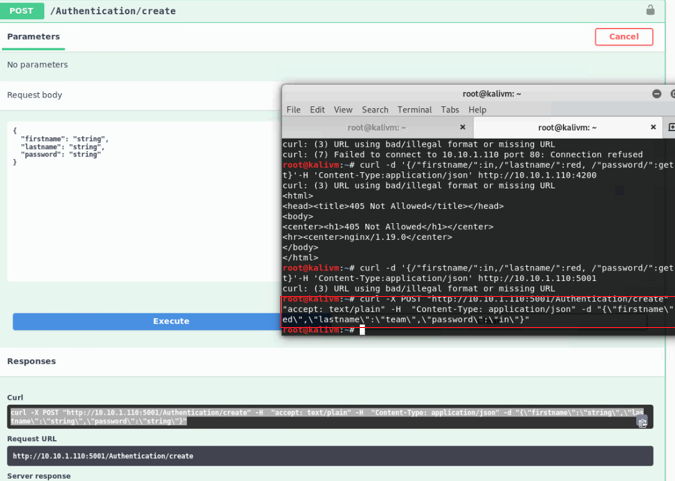 POST /Authentication/create
Parameters
Cancel
No parameters
Request body
{
"firstname": "string",
"lastname": "string",
"password": "string"
}
Execute
Responses
Curl
curl -X POST "http://10.10.1.110:5001/Authentication/create" -H "accept: text/plain" -H "Content-Type: application/json" -d "{\"firstname\":\"string\",\"las
tname\":\"string\",\"password\":\"string\"}"
Request URL
http://10.10.1.110:5001/Authentication/create
Server response
root@kalivm: ~
File Edit View Search Terminal Tabs Help
root@kalivm: ~ root@kalivm: ~
curl: (3) URL using bad/illegal format or missing URL
curl: (7) Failed to connect to 10.10.1.110 port 80: Connection refused
root@kalivm:~# curl -d '{/"firstname/":in,/"lastname/":red, /"password/":get
t}'-H 'Content-Type:application/json' http://10.10.1.110:4200
curl: (3) URL using bad/illegal format or missing URL
<html>
<head><title>405 Not Allowed</title></head>
<body>
<center><h1>405 Not Allowed</h1></center>
<hr><center>nginx/1.19.0</center>
</body>
</html>
root@kalivm:~# curl -d '{/"firstname/":in,/"lastname/":red, /"password/":get
t}'-H 'Content-Type:application/json' http://10.10.1.110:5001
curl: (3) URL using bad/illegal format or missing URL
root@kalivm:~# curl -X POST "http://10.10.1.110:5001/Authentication/create"
"accept: text/plain" -H "Content-Type: application/json" -d "{\"firstname\"
ed\",\"lastname\":\"team\",\"password\":\"in\"}"
root@kalivm:~#